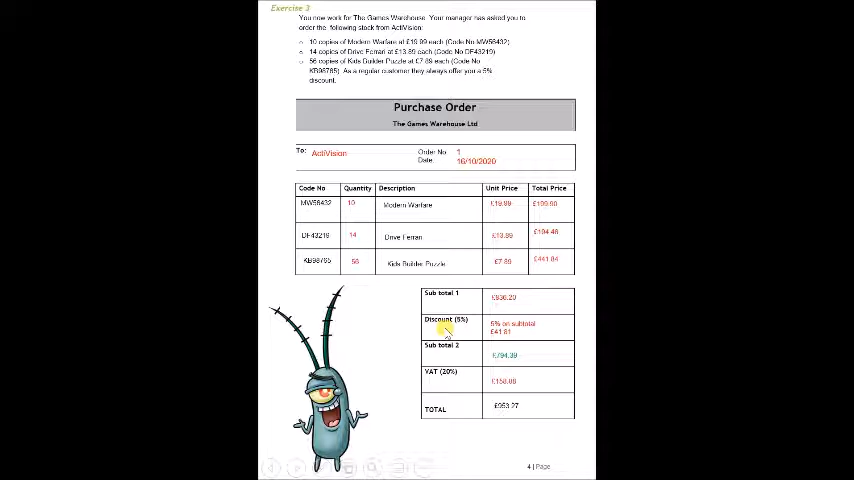 Exercise 3
You now work for The Games Warehouse. Your manager has asked you to
order the following stock from ActiVision:
o 10 copies of Modern Warfare at £19.99 each (Code No MW56432)
o 14 copies of Drive Ferrari at £13.89 each (Code No DF43219)
o 56 copies of Kids Builder Puzzle at £7.89 each (Code No
KB98765) As a regular customer they always offer you a 5%
discount.
Purchase Order
The Games Warehouse Ltd
To: ActiVision Order No 1
Date: 16/10/2020
Code No Quantity Description Unit Price Total Price
MW56432 10 Modern Warfare £19.99 £199.90
DF43219 14 Drive Ferrari £13.89 £194.46
KB98765 56 Kids Builder Puzzle £7.89 £441.84
Sub total 1 £836.20
Discount (5%) 5% on subtotal
£41.81
Sub total 2 £794.39
VAT (20%) £158.88
TOTAL £953.27
4 | Page